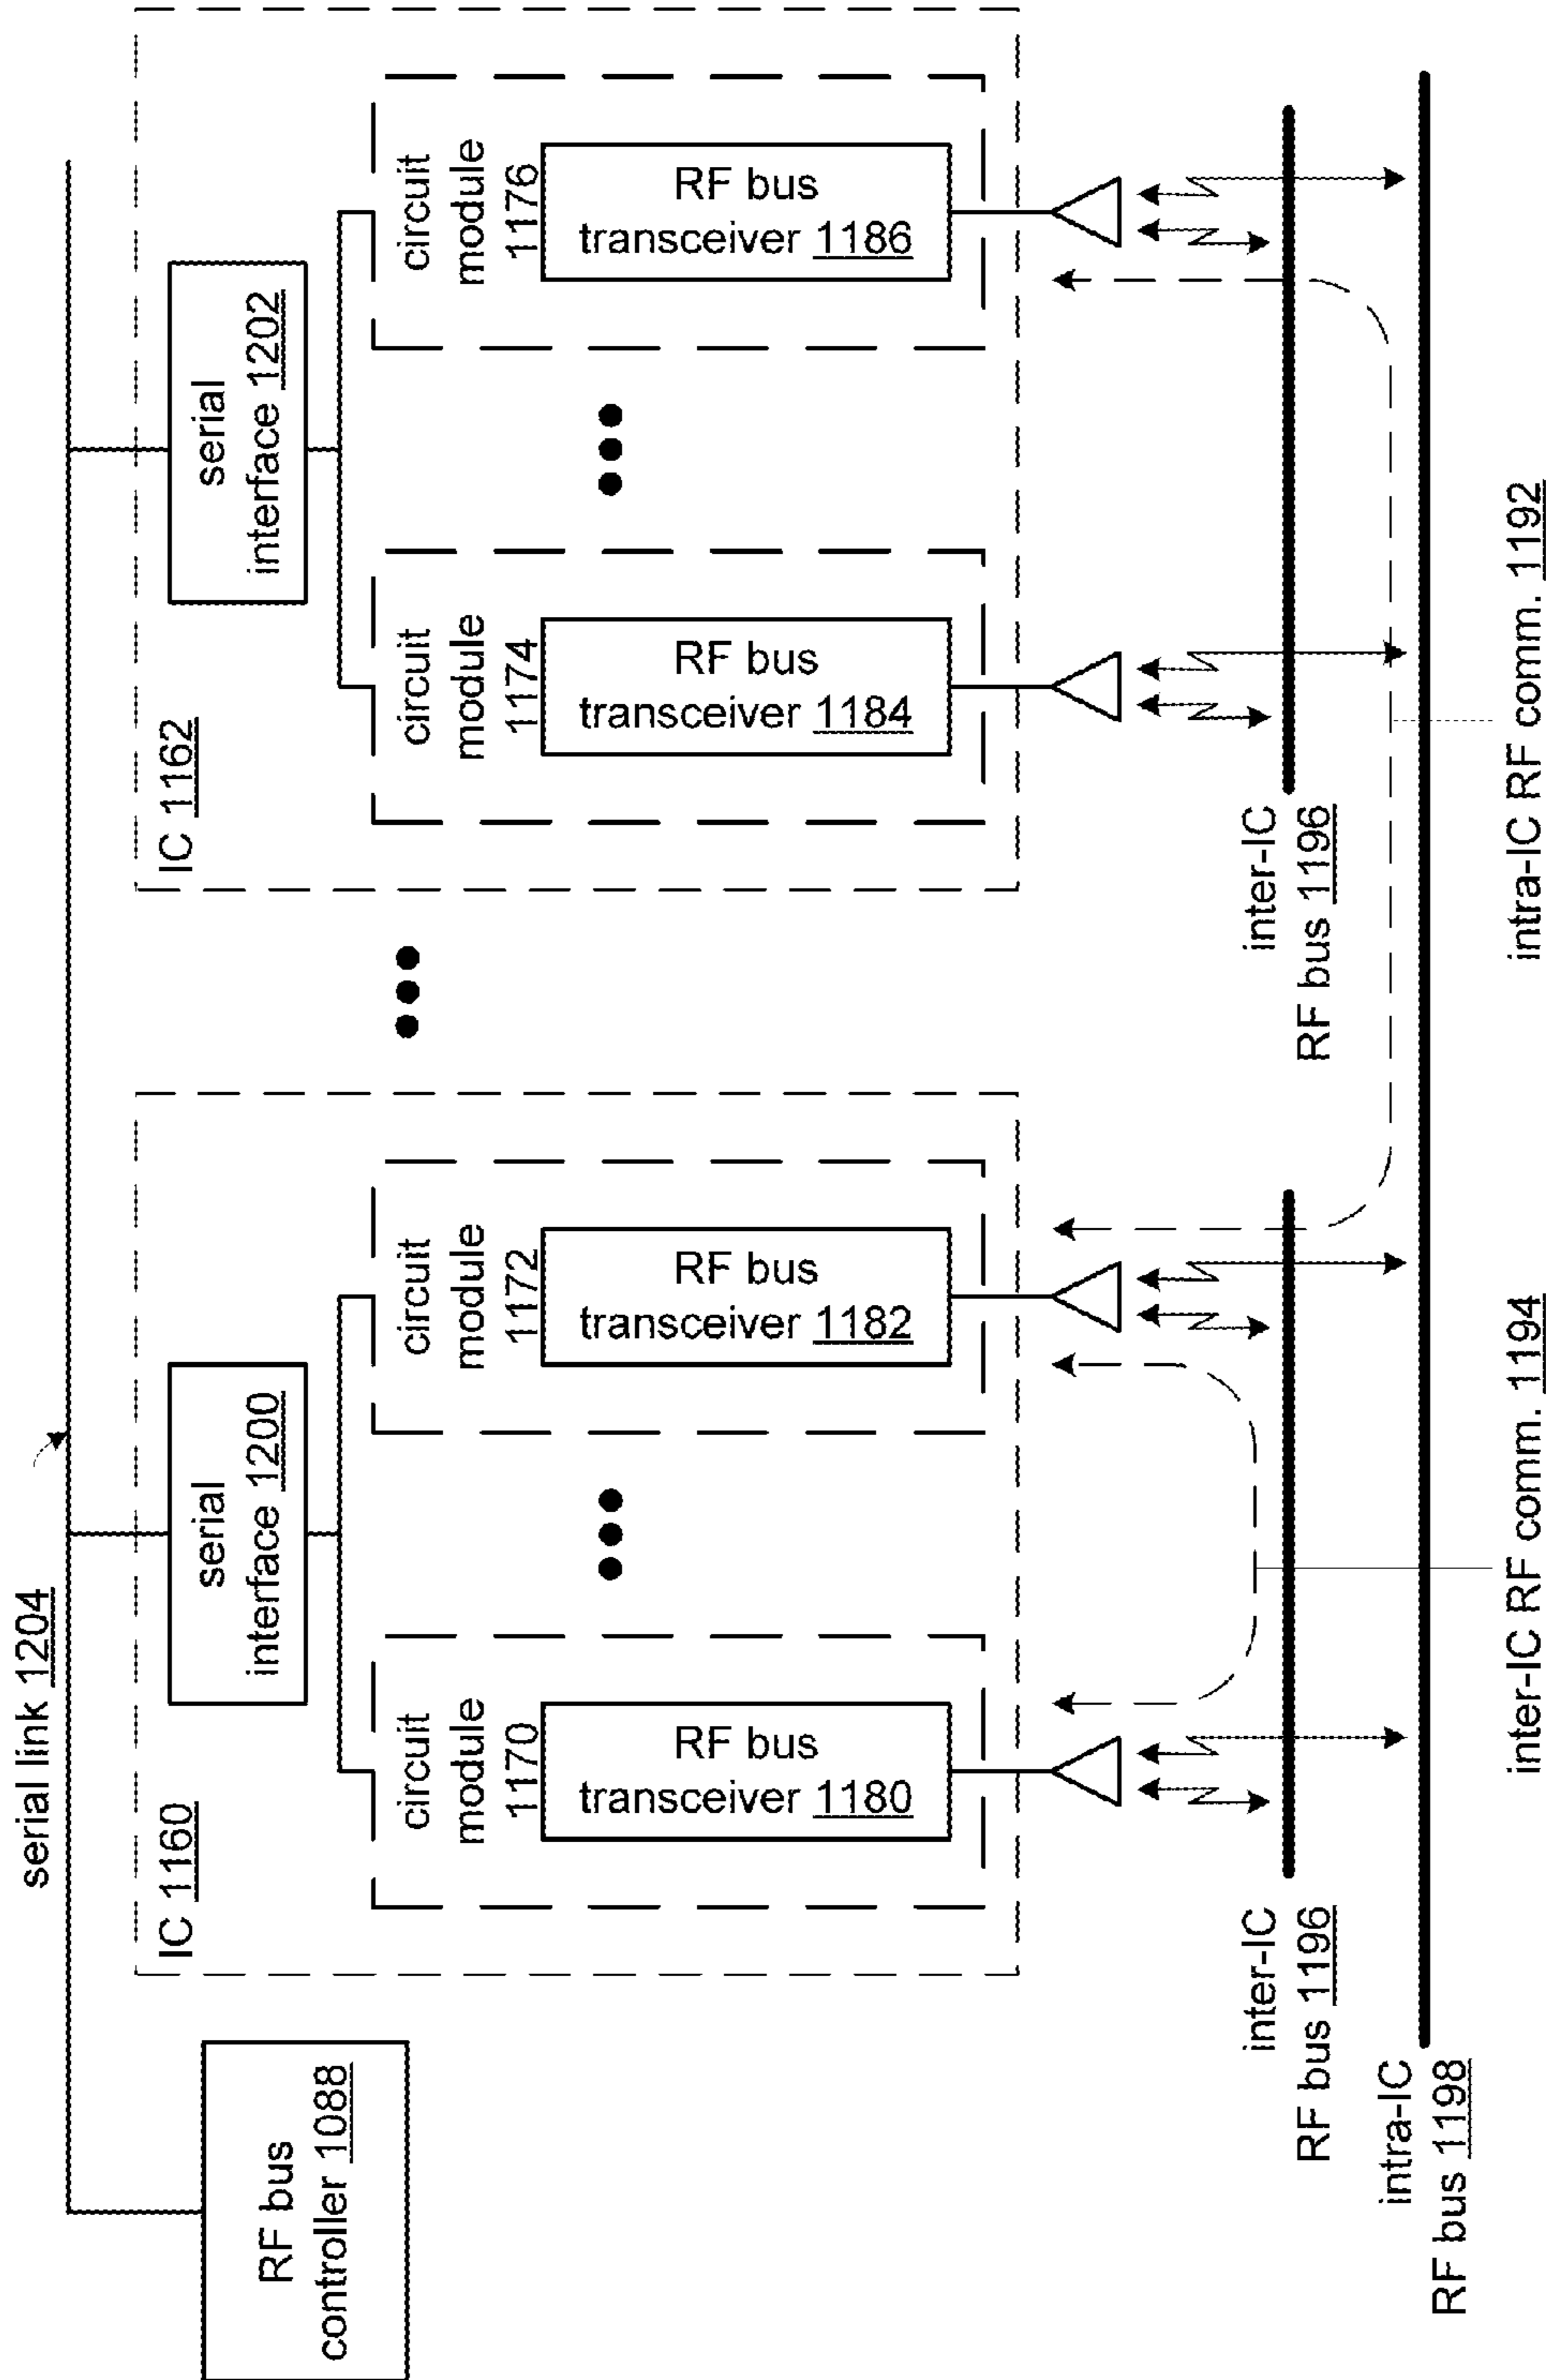 serial link 1204
RF bus
controller 1088
IC 1160
serial
interface 1200
circuit
module
1170
RF bus
transceiver 1180
circuit
module
1172
RF bus
transceiver 1182
IC 1162
serial
interface 1202
circuit
module
1174
RF bus
transceiver 1184
circuit
module
1176
RF bus
transceiver 1186
inter-IC
RF bus 1196
inter-IC
RF bus 1196
intra-IC
RF bus 1198
inter-IC RF comm. 1194
intra-IC RF comm. 1192